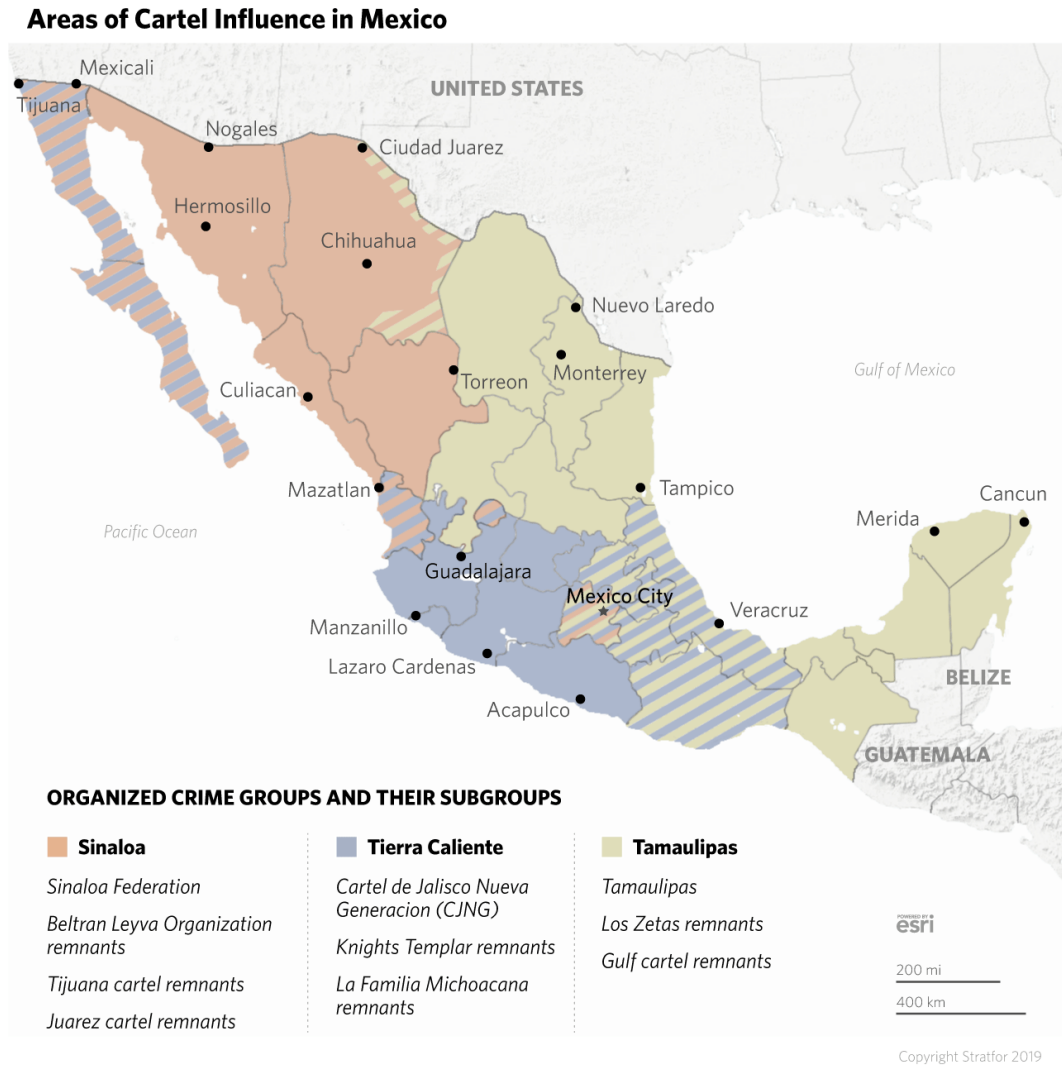 Areas of Cartel Influence in Mexico
Mexicali
UNITED STATES
Tijuana
Nogales
Ciudad Juarez
Hermosillo
Chihuahua
Nuevo Laredo
Monterrey
Gulf of Mexico
Torreon
Culiacan
Mazatlan
Tampico
Cancun
Merida
Pacific Ocean
Guadalajara
Mexico City
Veracruz
Manzanillo
Lazaro Cardenas
BELIZE
Acapulco
GUATEMALA
ORGANIZED CRIME GROUPS AND THEIR SUBGROUPS
Sinaloa
Sinaloa Federation
Beltran Leyva Organization
remnants
Tijuana cartel remnants
Juarez cartel remnants
Tierra Caliente
Cartel de Jalisco Nueva
Generacion (CJNG)
Knights Templar remnants
La Familia Michoacana
remnants
Tamaulipas
Tamaulipas
Los Zetas remnants
Gulf cartel remnants
POWERED BY
esri
200 mi
400 km
Copyright Stratfor 2019